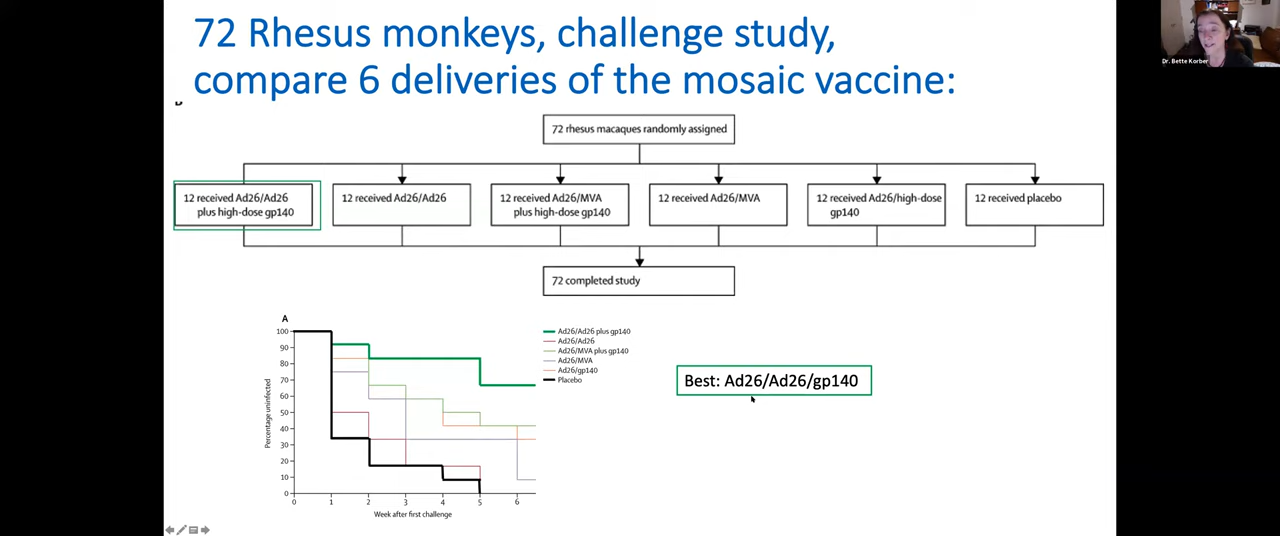 72 Rhesus monkeys, challenge study,
compare 6 deliveries of the mosaic vaccine:
Dr. Bette Korber
72 rhesus macaques randomly assigned
12 received Ad26/Ad26
plus high-dose gp140
12 received Ad26/Ad26
12 received Ad26/MVA
plus high-dose gp140
12 received Ad26/MVA
12 received Ad26/high-dose
gp140
12 received placebo
72 completed study
A
Percentage uninfected
100
90
80
70
60
50
40
30
20
10
0
0 1 2 3 4 5 6
Week after first challenge
Ad26/Ad26 plus gp140
Ad26/Ad26
Ad26/MVA plus gp140
Ad26/MVA
Ad26/gp140
Placebo
Best: Ad26/Ad26/gp140